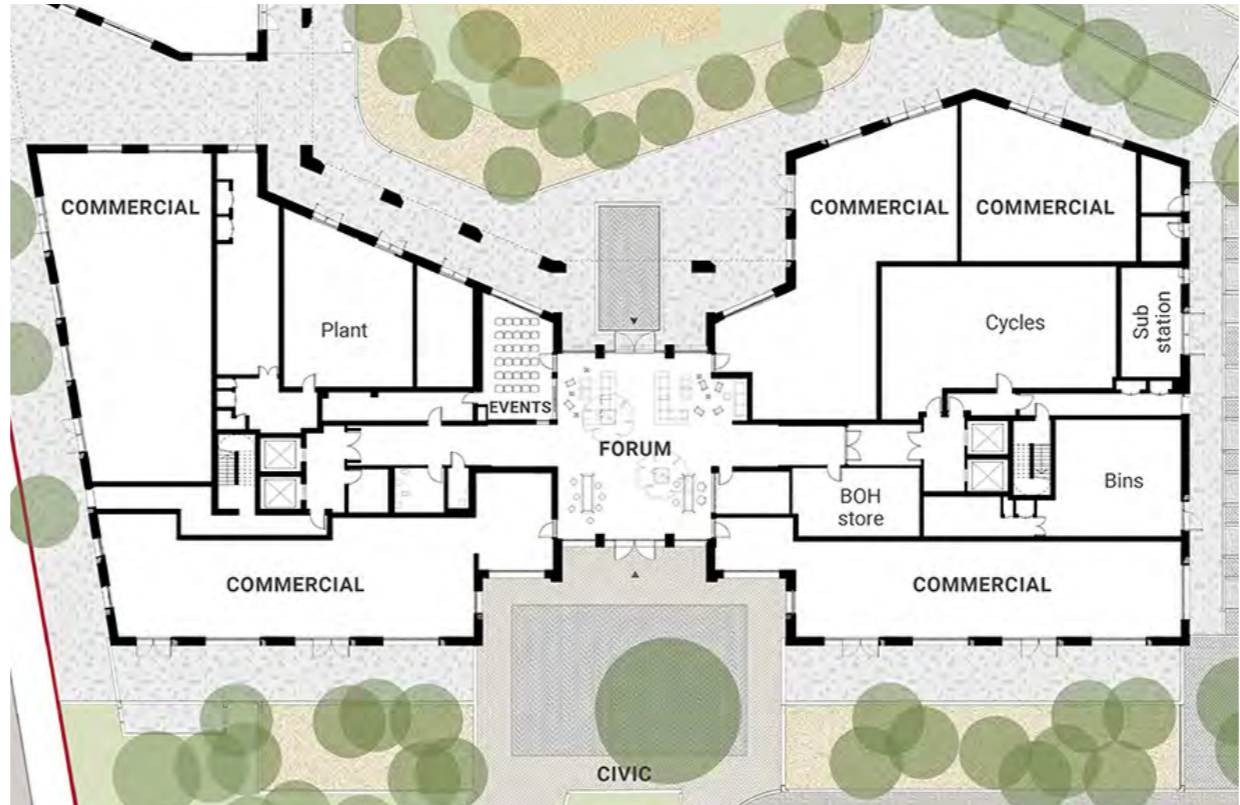 COMMERCIAL
COMMERCIAL
COMMERCIAL
Plant
Cycles
Sub
station
EVENTS
FORUM
BOH
store
Bins
COMMERCIAL
COMMERCIAL
CIVIC